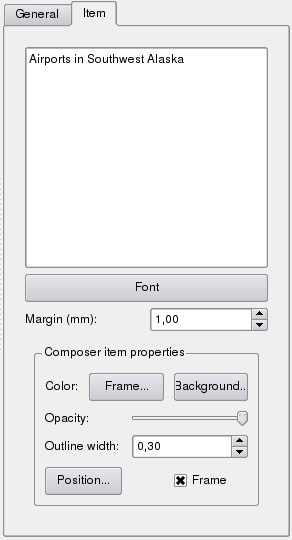 General Item
Airports in Southwest Alaska
Font
Margin (mm): 1,00
Composer item properties
Color: Frame... Background..
Opacity:
Outline width: 0,30
Position... Frame